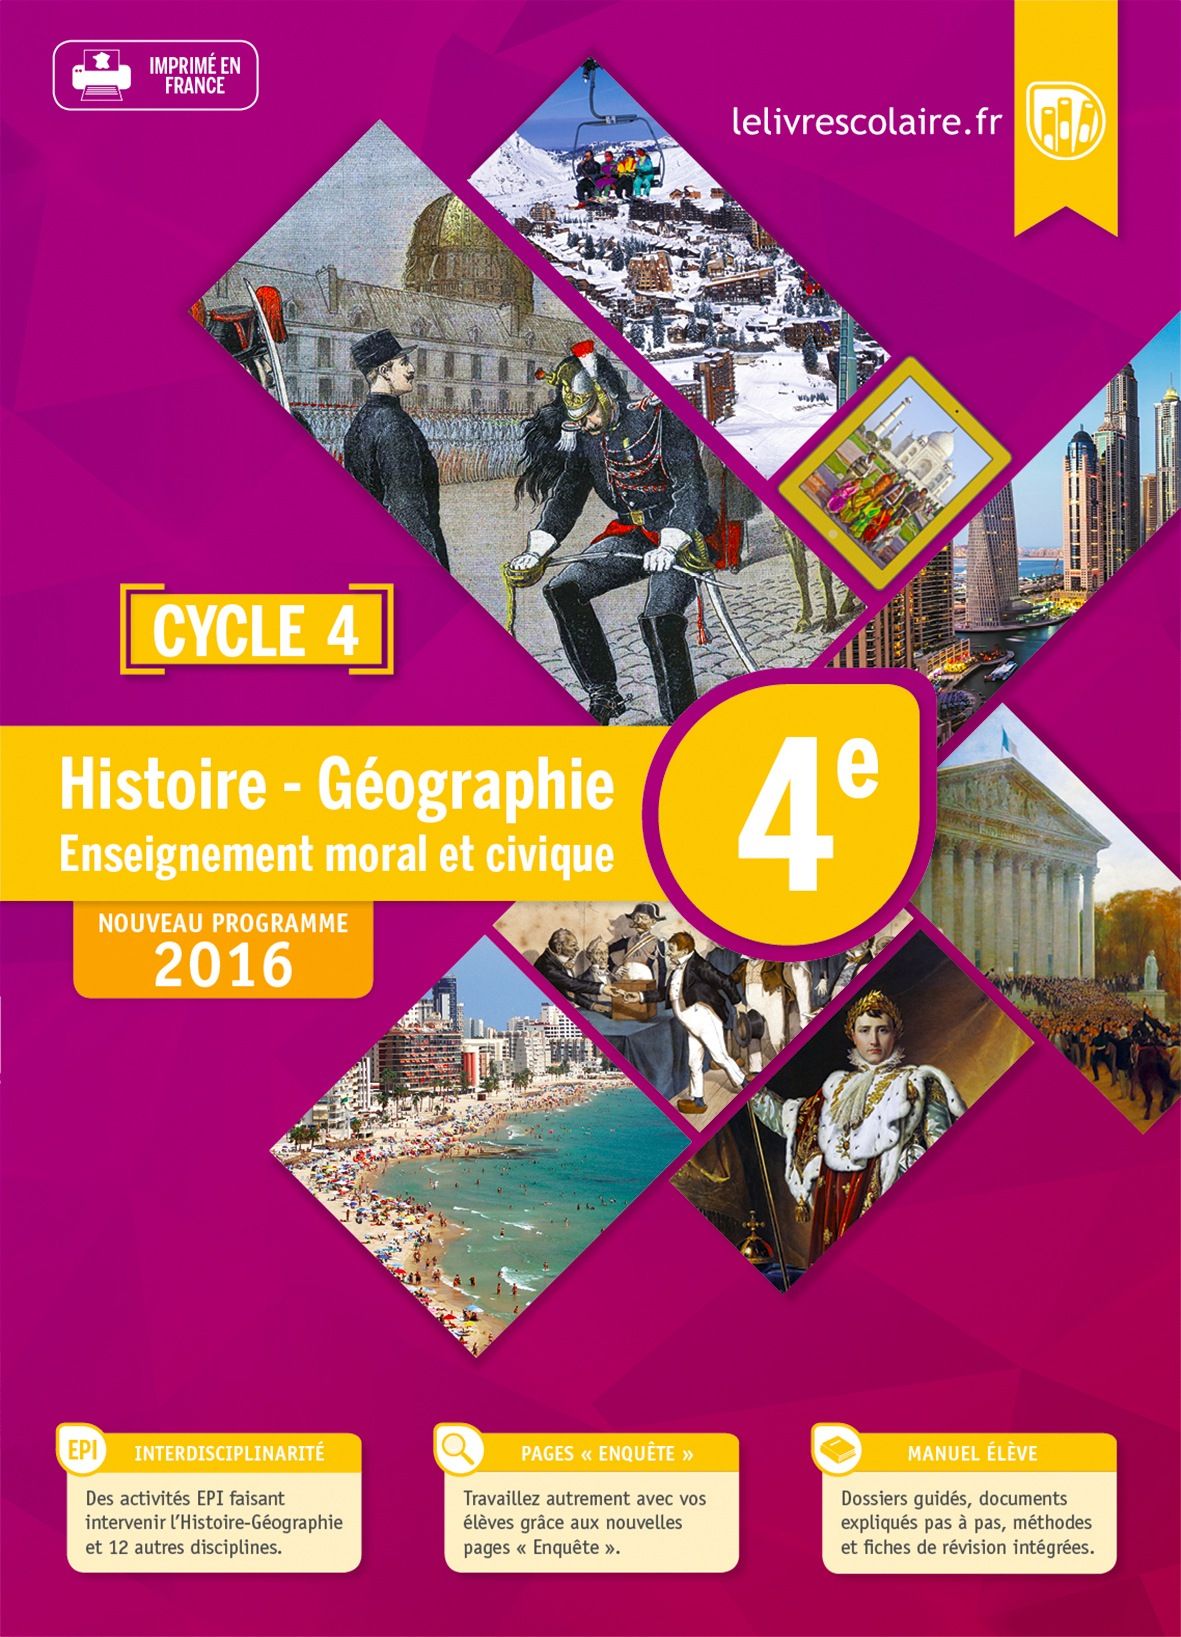 IMPRIMÉ EN
FRANCE
lelivrescolaire.fr
CYCLE 4
Histoire - Géographie
Enseignement moral et civique
4e
NOUVEAU PROGRAMME
2016
EPI
INTERDISCIPLINARITÉ
Des activités EPI faisant
intervenir l'Histoire-Géographie
et 12 autres disciplines.
PAGES « ENQUÊTE »
Travaillez autrement avec vos
élèves grâce aux nouvelles
pages « Enquête ».
MANUEL ÉLÈVE
Dossiers guidés, documents
expliqués pas à pas, méthodes
et fiches de révision intégrées.